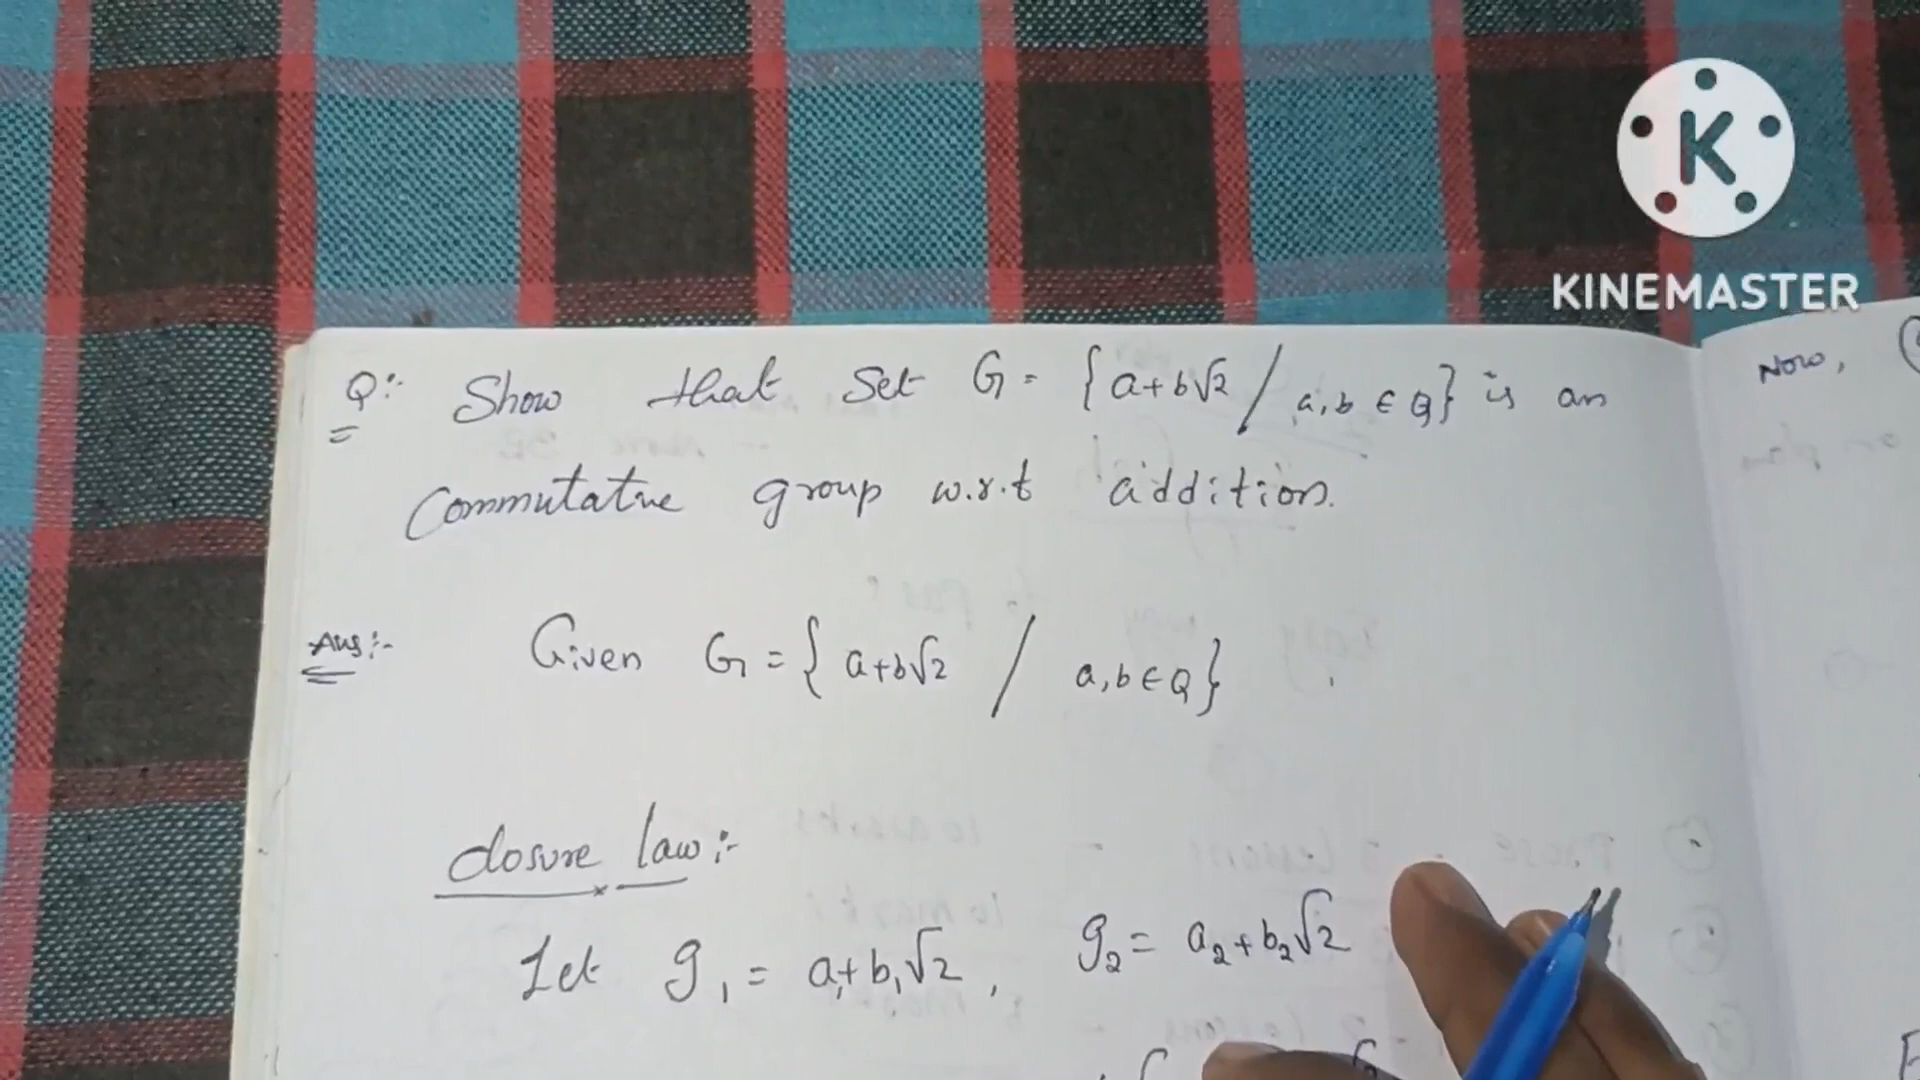 K
KINEMASTER
Q:- Show that set G = {a+b√2 / a,b ∈ Q} is an
commutative group w.r.t addition.
Ans:- Given G = { a+b√2 / a,b ∈ Q}
closure law:-
Let g₁ = a₁+b₁√2, g₂ = a₂+b₂√2
Now,